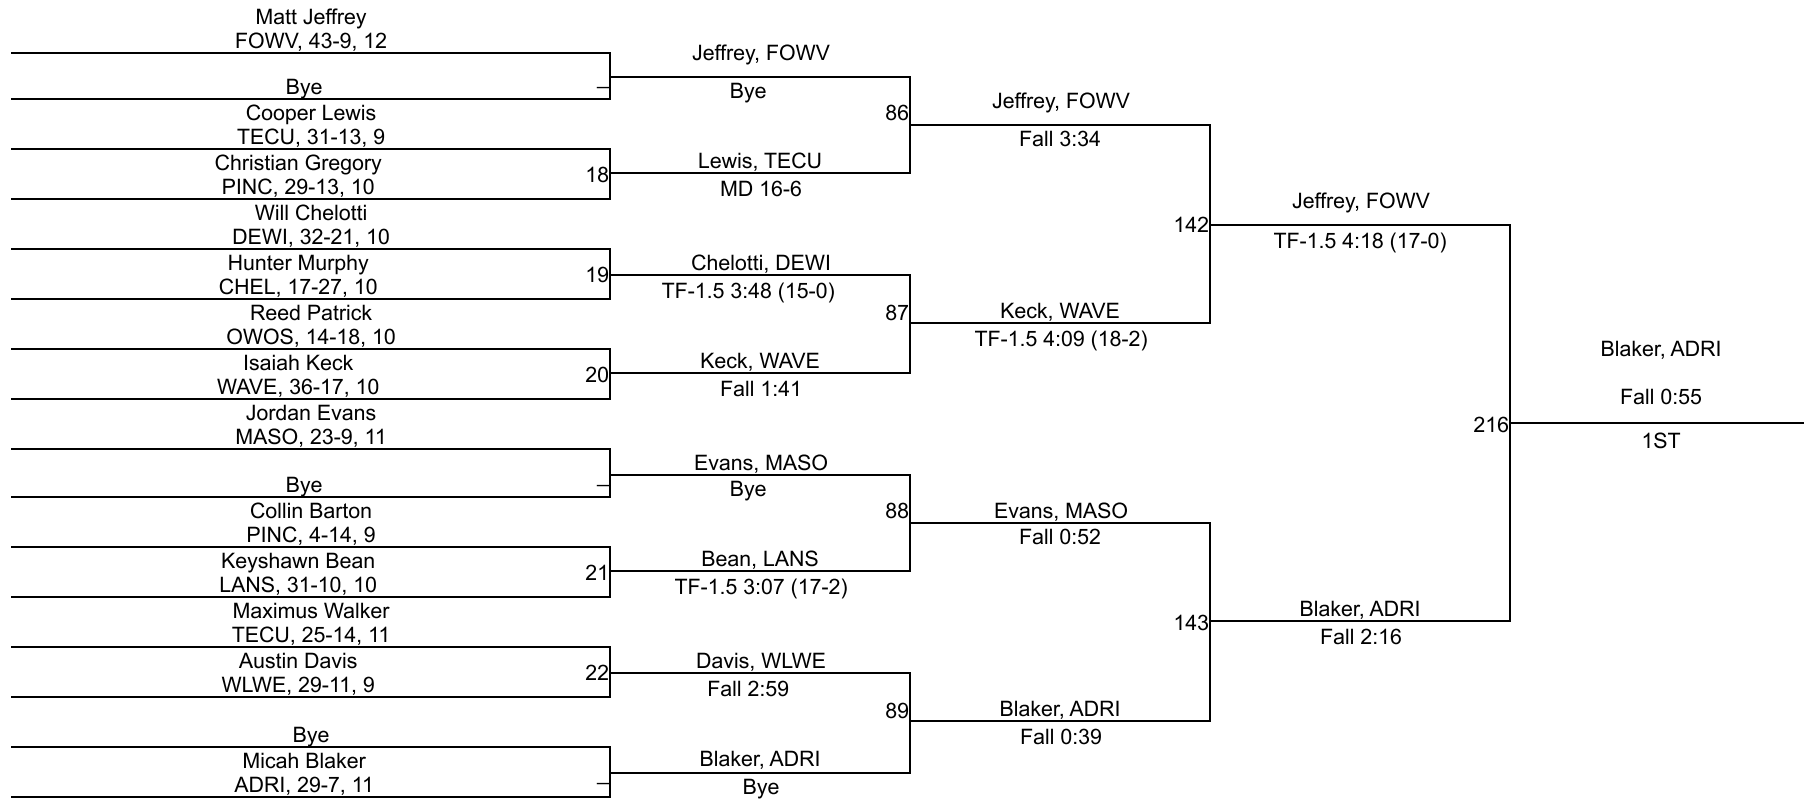 Matt Jeffrey
FOWV, 43-9, 12
Bye
Cooper Lewis
TECU, 31-13, 9
Christian Gregory
PINC, 29-13, 10
Will Chelotti
DEWI, 32-21, 10
Hunter Murphy
CHEL, 17-27, 10
Reed Patrick
OWOS, 14-18, 10
Isaiah Keck
WAVE, 36-17, 10
Jordan Evans
MASO, 23-9, 11
Bye
Collin Barton
PINC, 4-14, 9
Keyshawn Bean
LANS, 31-10, 10
Maximus Walker
TECU, 25-14, 11
Austin Davis
WLWE, 29-11, 9
Bye
Micah Blaker
ADRI, 29-7, 11
18
19
20
21
22
Jeffrey, FOWV
Bye
Lewis, TECU
MD 16-6
Chelotti, DEWI
TF-1.5 3:48 (15-0)
Keck, WAVE
Fall 1:41
Evans, MASO
Bye
Bean, LANS
TF-1.5 3:07 (17-2)
Davis, WLWE
Fall 2:59
Blaker, ADRI
Bye
86
87
88
89
Jeffrey, FOWV
Fall 3:34
Keck, WAVE
TF-1.5 4:09 (18-2)
Evans, MASO
Fall 0:52
Blaker, ADRI
Fall 0:39
142
143
Jeffrey, FOWV
TF-1.5 4:18 (17-0)
Blaker, ADRI
Fall 2:16
216
Blaker, ADRI
Fall 0:55
1ST